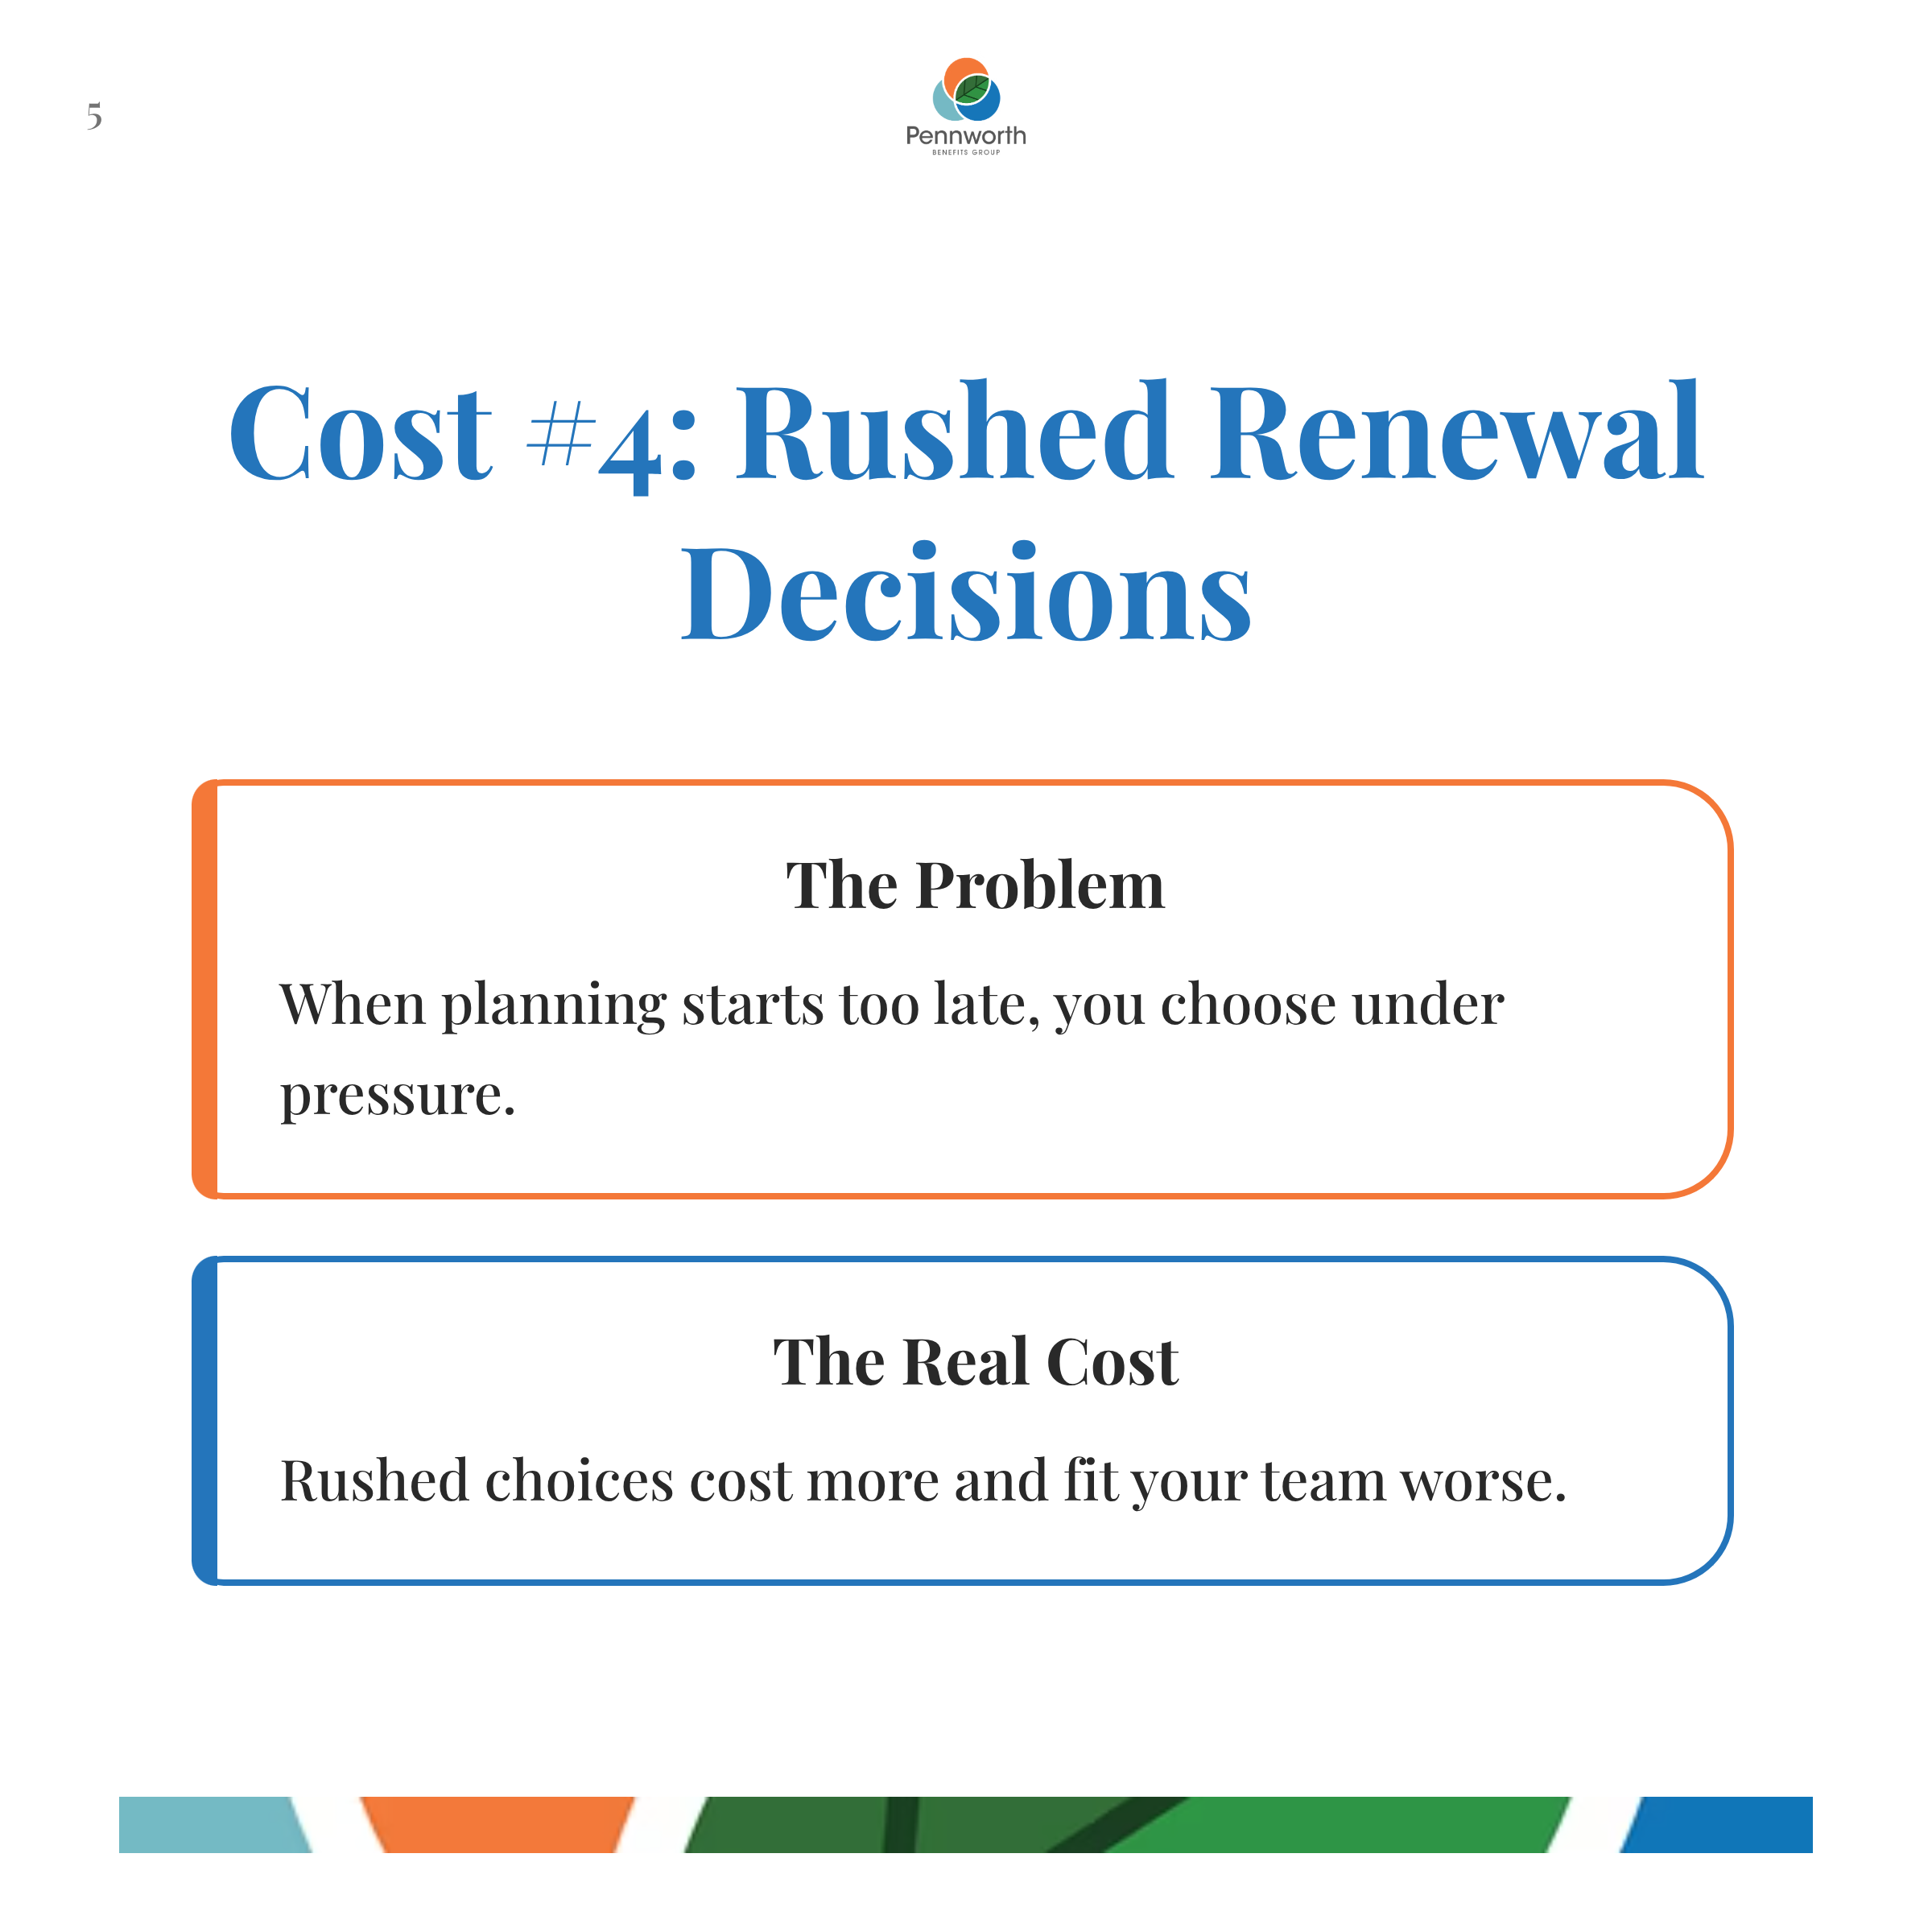 5
Pennworth
BENEFITS GROUP
Cost #4: Rushed Renewal
Decisions
The Problem
When planning starts too late, you choose under
pressure.
The Real Cost
Rushed choices cost more and fit your team worse.